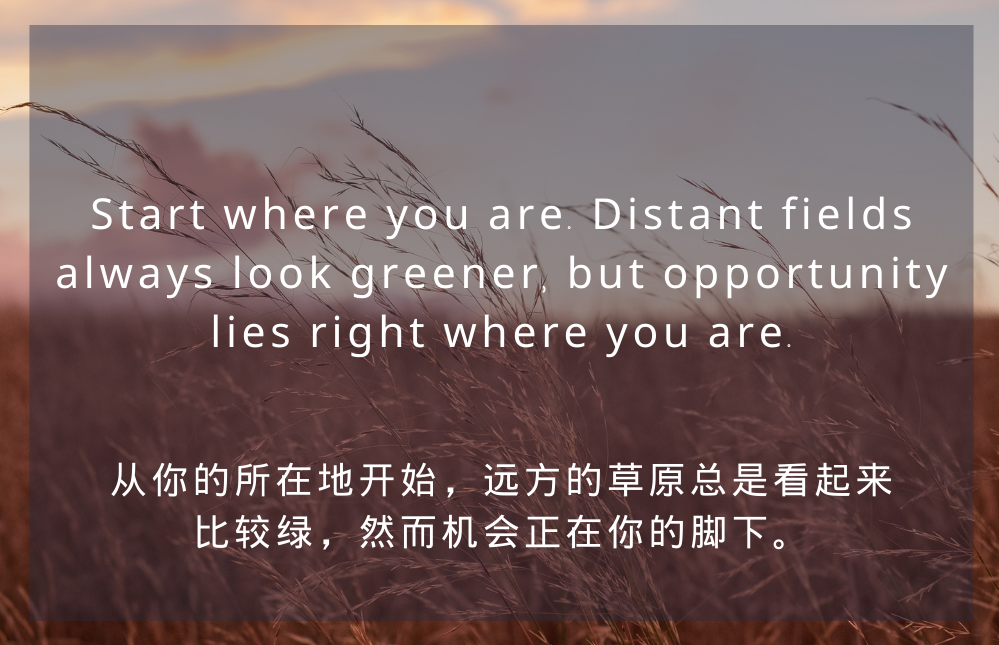 Start where you are. Distant fields
always look greener, but opportunity
lies right where you are.
从你的所在地开始，远方的草原总是看起来
比较绿，然而机会正在你的脚下。